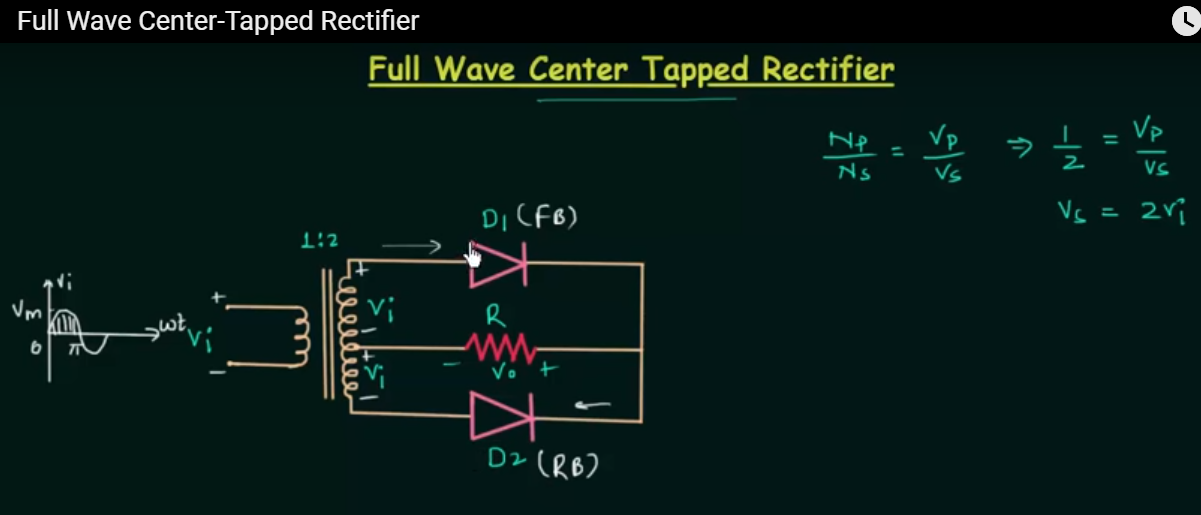 Full Wave Center-Tapped Rectifier
Full Wave Center Tapped Rectifier
Np/Ns = Vp/Vs ⇒ 1/2 = Vp/Vs
Vs = 2Vi
D1 (FB)
1:2
+
Vi
Vm
0
π
ωt
+
Vi
−
+
Vi
−
+
Vi
−
R
− Vo +
D2 (RB)